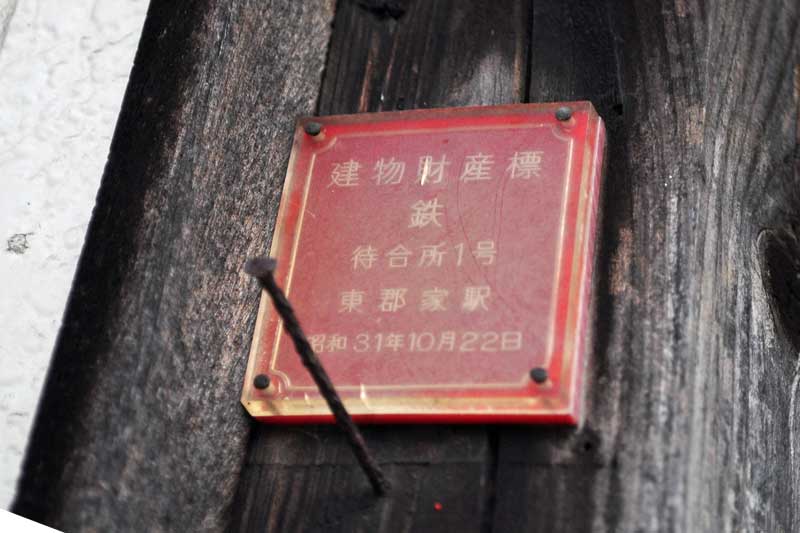 建物財産標
鉄
待合所1号
東郡家駅
昭和31年10月22日